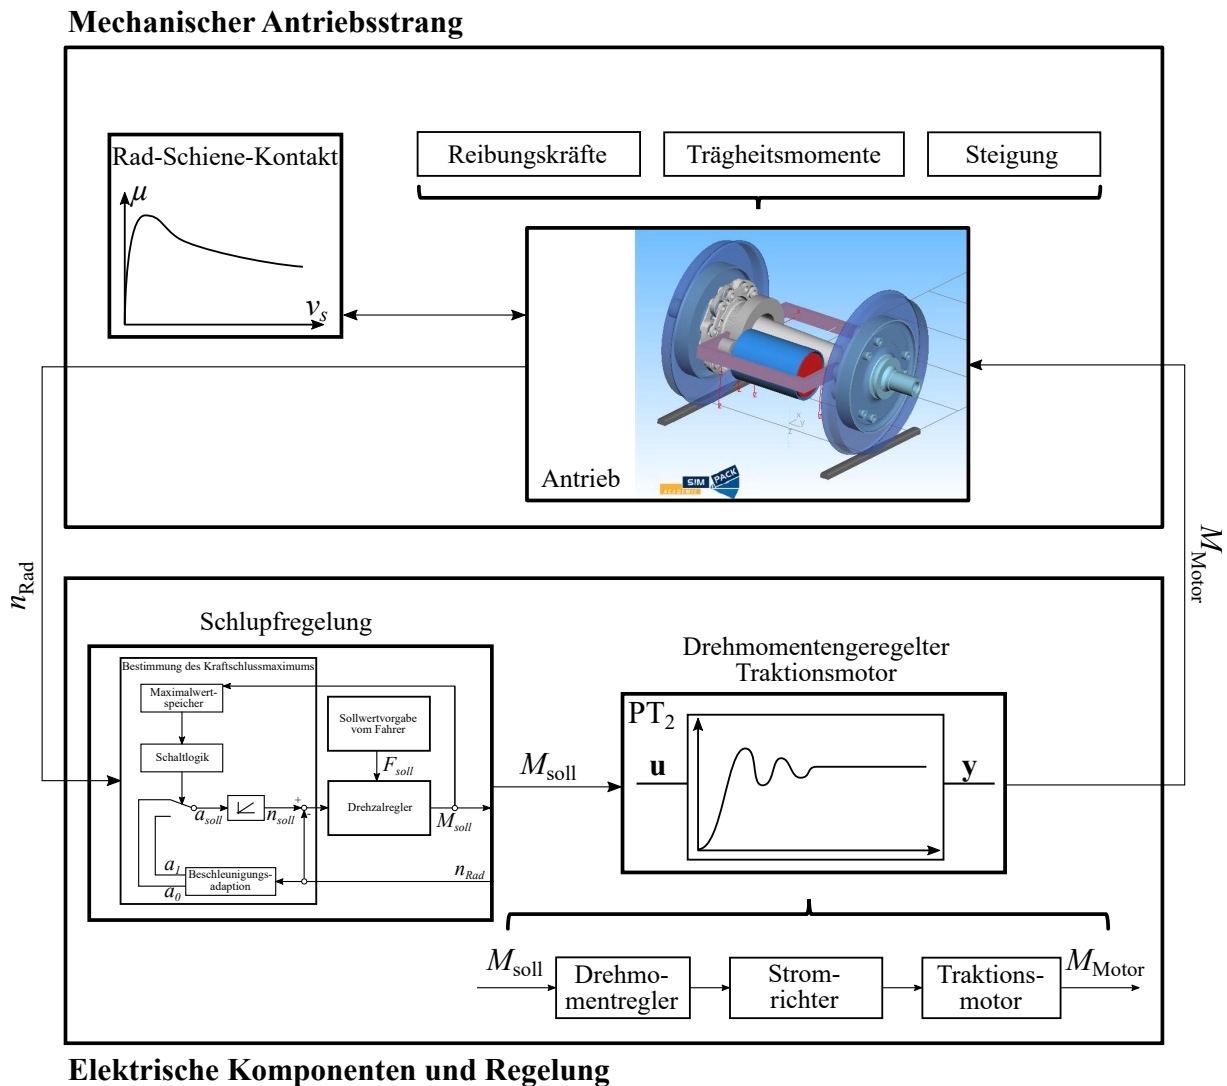 Mechanischer Antriebsstrang
Rad-Schiene-Kontakt
μ
v_s
Reibungskräfte
Trägheitsmomente
Steigung
Antrieb
SIM
PACK
n_Rad
M_Motor
Schlupfregelung
Bestimmung des Kraftschlussmaximums
Maximalwert-
speicher
Schaltlogik
Sollwertvorgabe
vom Fahrer
F_soll
a_soll
n_soll
+
-
Drehzalregler
M_soll
a_1
a_0
Beschleunigungs-
adaption
n_Rad
M_soll
Drehmomentengeregelter
Traktionsmotor
PT_2
u
y
M_soll
Drehmo-
mentregler
Strom-
richter
Traktions-
motor
M_Motor
Elektrische Komponenten und Regelung